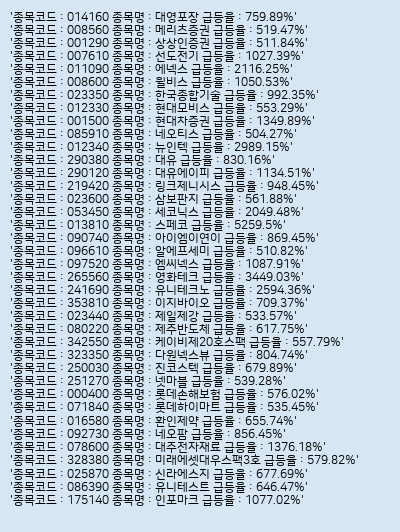 '종목코드 : 014160 종목명 : 대영포장 급등율 : 759.89%'
'종목코드 : 008560 종목명 : 메리츠증권 급등율 : 519.47%'
'종목코드 : 001290 종목명 : 상상인증권 급등율 : 511.84%'
'종목코드 : 007610 종목명 : 선도전기 급등율 : 1027.39%'
'종목코드 : 011090 종목명 : 에넥스 급등율 : 2116.25%'
'종목코드 : 008600 종목명 : 윌비스 급등율 : 1050.53%'
'종목코드 : 023350 종목명 : 한국종합기술 급등율 : 992.35%'
'종목코드 : 012330 종목명 : 현대모비스 급등율 : 553.29%'
'종목코드 : 001500 종목명 : 현대차증권 급등율 : 1349.89%'
'종목코드 : 085910 종목명 : 네오티스 급등율 : 504.27%'
'종목코드 : 012340 종목명 : 뉴인텍 급등율 : 2989.15%'
'종목코드 : 290380 종목명 : 대유 급등율 : 830.16%'
'종목코드 : 290120 종목명 : 대유에이피 급등율 : 1134.51%'
'종목코드 : 219420 종목명 : 링크제니시스 급등율 : 948.45%'
'종목코드 : 023600 종목명 : 삼보판지 급등율 : 561.88%'
'종목코드 : 053450 종목명 : 세코닉스 급등율 : 2049.48%'
'종목코드 : 013810 종목명 : 스페코 급등율 : 5259.5%'
'종목코드 : 090740 종목명 : 아이엠이연이 급등율 : 869.45%'
'종목코드 : 096610 종목명 : 알에프세미 급등율 : 510.82%'
'종목코드 : 097520 종목명 : 엠씨넥스 급등율 : 1087.91%'
'종목코드 : 265560 종목명 : 영화테크 급등율 : 3449.03%'
'종목코드 : 241690 종목명 : 유니테크노 급등율 : 2594.36%'
'종목코드 : 353810 종목명 : 이지바이오 급등율 : 709.37%'
'종목코드 : 023440 종목명 : 제일제강 급등율 : 533.57%'
'종목코드 : 080220 종목명 : 제주반도체 급등율 : 617.75%'
'종목코드 : 342550 종목명 : 케이비제20호스팩 급등율 : 557.79%'
'종목코드 : 323350 종목명 : 다원넥스뷰 급등율 : 804.74%'
'종목코드 : 250030 종목명 : 진코스텍 급등율 : 679.89%'
'종목코드 : 251270 종목명 : 넷마블 급등율 : 539.28%'
'종목코드 : 000400 종목명 : 롯데손해보험 급등율 : 576.02%'
'종목코드 : 071840 종목명 : 롯데하이마트 급등율 : 535.45%'
'종목코드 : 016580 종목명 : 환인제약 급등율 : 655.74%'
'종목코드 : 092730 종목명 : 네오팜 급등율 : 856.45%'
'종목코드 : 078600 종목명 : 대주전자재료 급등율 : 1376.18%'
'종목코드 : 328380 종목명 : 미래에셋대우스팩3호 급등율 : 579.82%'
'종목코드 : 025870 종목명 : 신라에스지 급등율 : 677.69%'
'종목코드 : 086390 종목명 : 유니테스트 급등율 : 646.47%'
'종목코드 : 175140 종목명 : 인포마크 급등율 : 1077.02%'